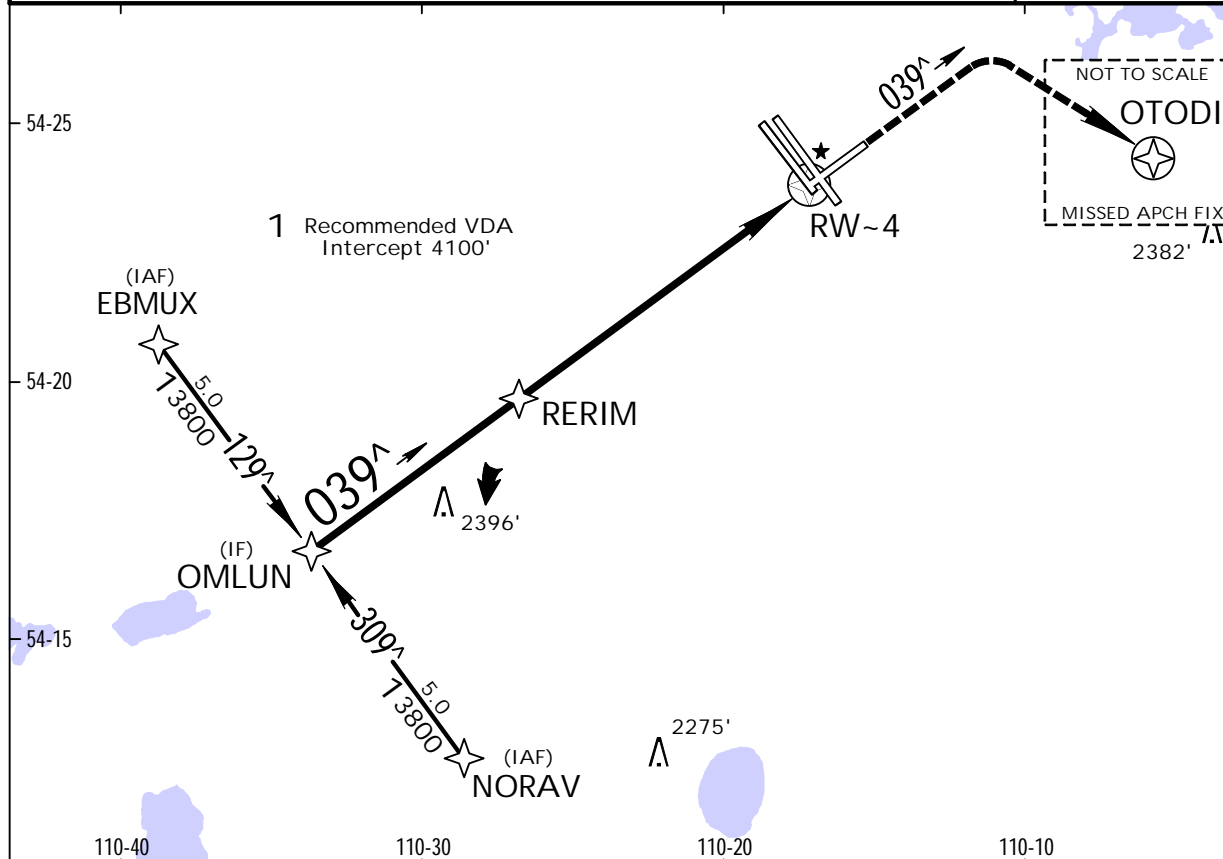 039^
NOT TO SCALE
OTODI
54-25
1 Recommended VDA
Intercept 4100'
RW~4
MISSED APCH FIX
2382'
(IAF)
EBMUX
54-20
5.0
1 3800
129^
RERIM
039^
2396'
(IF)
OMLUN
309^
54-15
5.0
1 3800
2275'
(IAF)
NORAV
110-40
110-30
110-20
110-10